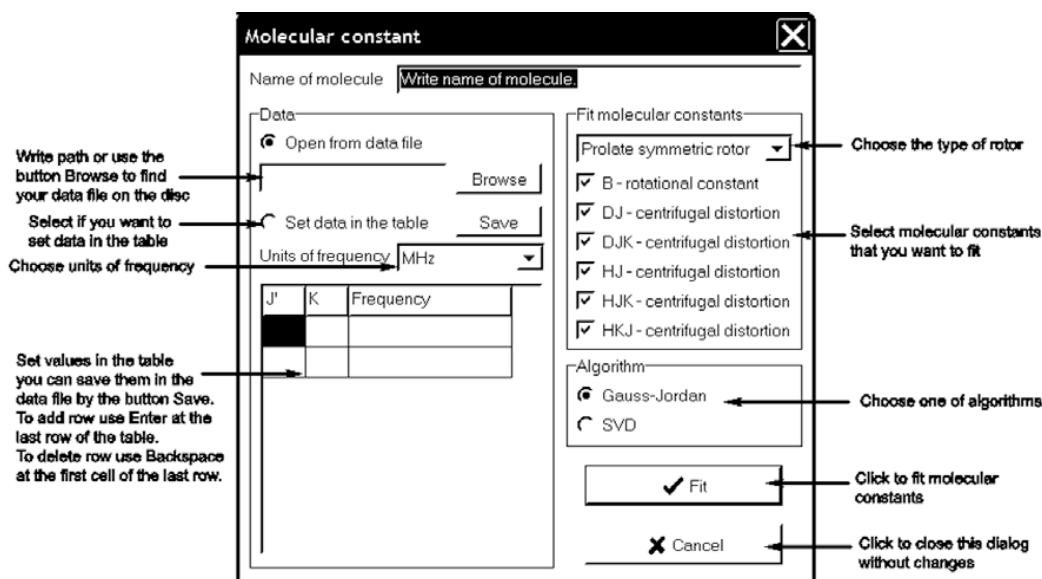 Molecular constant
Name of molecule
Write name of molecule.
Data
Open from data file
Browse
Set data in the table
Save
Units of frequency
MHz
J'
K
Frequency
Fit molecular constants
Prolate symmetric rotor
B - rotational constant
DJ - centrifugal distortion
DJK - centrifugal distortion
HJ - centrifugal distortion
HJK - centrifugal distortion
HKJ - centrifugal distortion
Algorithm
Gauss-Jordan
SVD
Fit
Cancel
Write path or use the
button Browse to find
your data file on the disc
Select if you want to
set data in the table
Choose units of frequency
Set values in the table
you can save them in the
data file by the button Save.
To add row use Enter at the
last row of the table.
To delete row use Backspace
at the first cell of the last row.
Choose the type of rotor
Select molecular constants
that you want to fit
Choose one of algorithms
Click to fit molecular
constants
Click to close this dialog
without changes